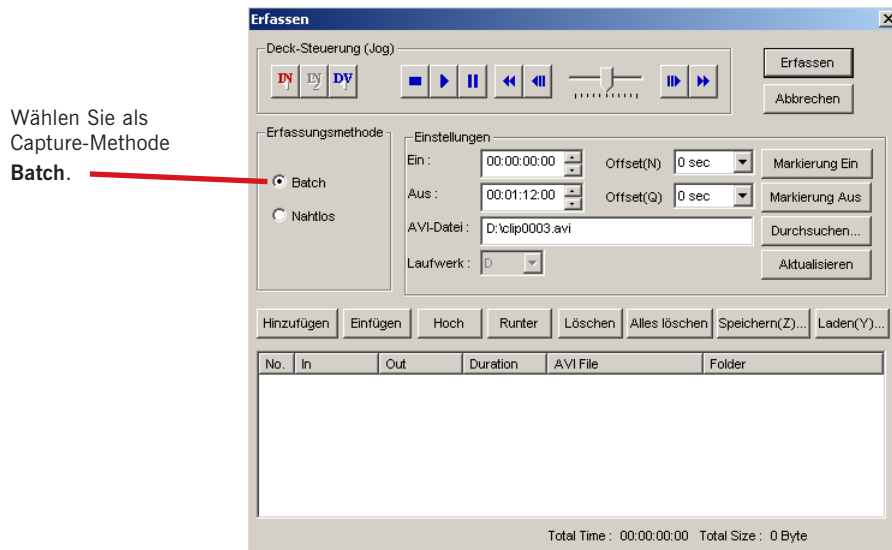 Erfassen
Deck-Steuerung (Jog)
IN IN DV
Erfassen
Abbrechen
Wählen Sie als
Capture-Methode
Batch.
Erfassungsmethode
Batch
Nahtlos
Einstellungen
Ein : 00:00:00:00 Offset(N) 0 sec Markierung Ein
Aus : 00:01:12:00 Offset(Q) 0 sec Markierung Aus
AVI-Datei : D:\clip0003.avi Durchsuchen...
Laufwerk : D Aktualisieren
Hinzufügen Einfügen Hoch Runter Löschen Alles löschen Speichern(Z)... Laden(Y)...
No. In Out Duration AVI File Folder
Total Time : 00:00:00:00 Total Size : 0 Byte